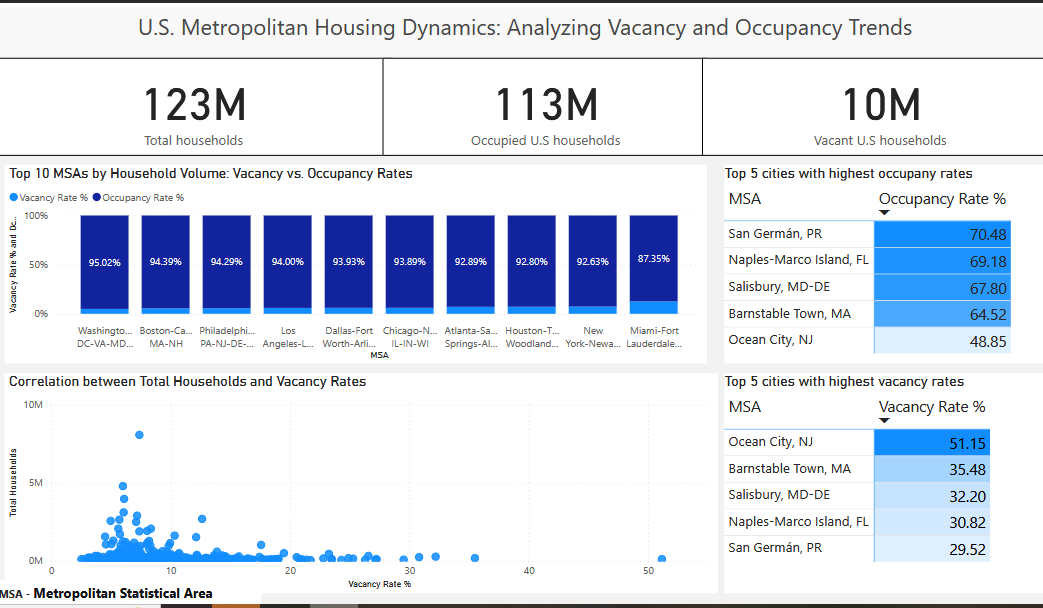 U.S. Metropolitan Housing Dynamics: Analyzing Vacancy and Occupancy Trends
123M
Total households
113M
Occupied U.S households
10M
Vacant U.S households
Top 10 MSAs by Household Volume: Vacancy vs. Occupancy Rates
Vacancy Rate % Occupancy Rate %
Vacancy Rate % and Oc...
100%
50%
0%
95.02% 94.39% 94.29% 94.00% 93.93% 93.89% 92.89% 92.80% 92.63% 87.35%
Washingto... Boston-Ca... Philadelphi... Los Dallas-Fort Chicago-N... Atlanta-Sa... Houston-T... New Miami-Fort
DC-VA-MD... MA-NH PA-NJ-DE-... Angeles-L... Worth-Arli... IL-IN-WI Springs-Al... Woodland... York-Newa... Lauderdale...
MSA
Top 5 cities with highest occupany rates
MSA Occupancy Rate %
San Germán, PR 70.48
Naples-Marco Island, FL 69.18
Salisbury, MD-DE 67.80
Barnstable Town, MA 64.52
Ocean City, NJ 48.85
Correlation between Total Households and Vacancy Rates
Total Households
10M
5M
0M
0 10 20 30 40 50
Vacancy Rate %
Top 5 cities with highest vacancy rates
MSA Vacancy Rate %
Ocean City, NJ 51.15
Barnstable Town, MA 35.48
Salisbury, MD-DE 32.20
Naples-Marco Island, FL 30.82
San Germán, PR 29.52
MSA - Metropolitan Statistical Area